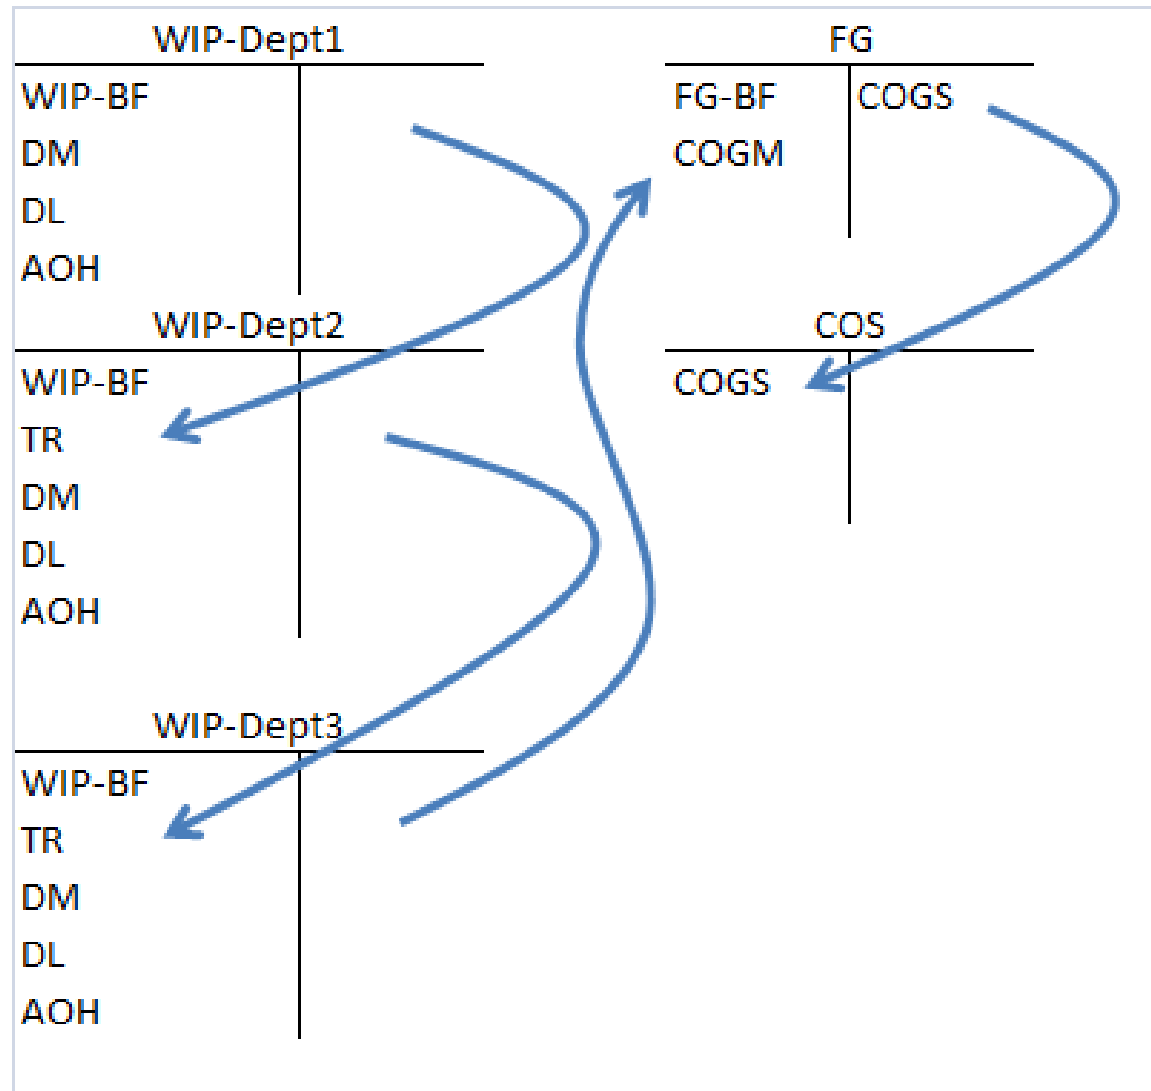 WIP-Dept1
WIP-BF
DM
DL
AOH
WIP-Dept2
WIP-BF
TR
DM
DL
AOH
WIP-Dept3
WIP-BF
TR
DM
DL
AOH
FG
FG-BF COGS
COGM
COS
COGS